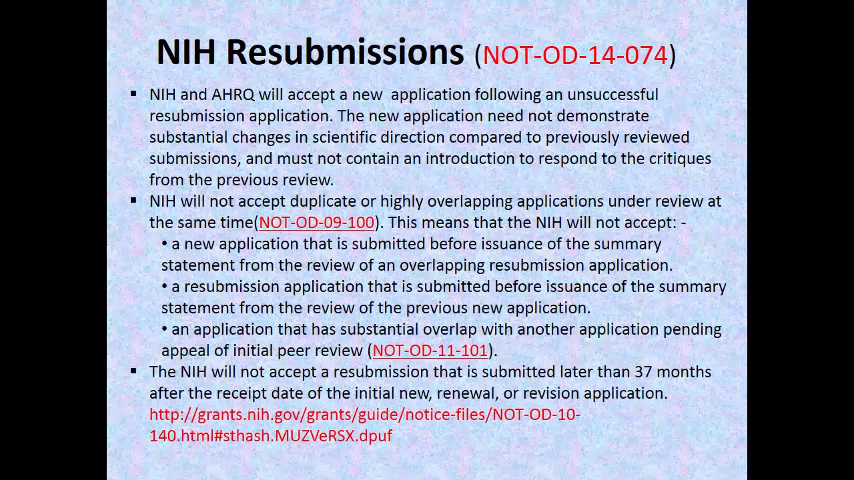 NIH Resubmissions (NOT-OD-14-074)
▪ NIH and AHRQ will accept a new application following an unsuccessful
resubmission application. The new application need not demonstrate
substantial changes in scientific direction compared to previously reviewed
submissions, and must not contain an introduction to respond to the critiques
from the previous review.
▪ NIH will not accept duplicate or highly overlapping applications under review at
the same time(NOT-OD-09-100). This means that the NIH will not accept: -
• a new application that is submitted before issuance of the summary
statement from the review of an overlapping resubmission application.
• a resubmission application that is submitted before issuance of the summary
statement from the review of the previous new application.
• an application that has substantial overlap with another application pending
appeal of initial peer review (NOT-OD-11-101).
▪ The NIH will not accept a resubmission that is submitted later than 37 months
after the receipt date of the initial new, renewal, or revision application.
http://grants.nih.gov/grants/guide/notice-files/NOT-OD-10-
140.html#sthash.MUZVeRSX.dpuf